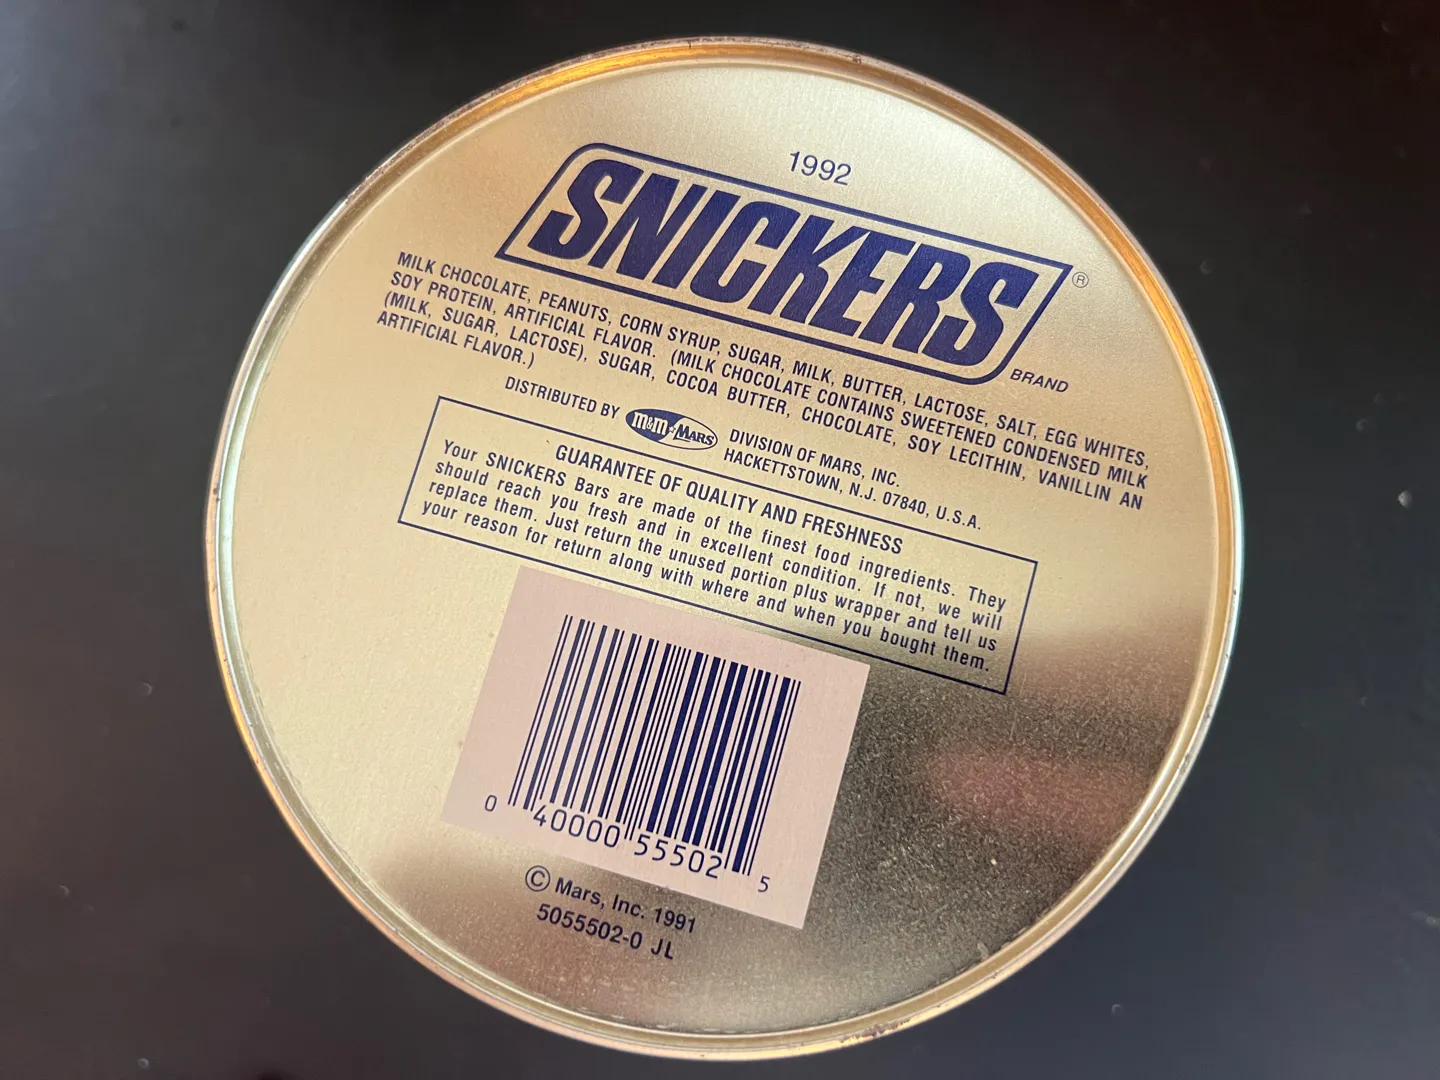 1992
SNICKERS®
BRAND
MILK CHOCOLATE, PEANUTS, CORN SYRUP, SUGAR, MILK, BUTTER, LACTOSE, SALT, EGG WHITES,
SOY PROTEIN, ARTIFICIAL FLAVOR. (MILK CHOCOLATE CONTAINS SWEETENED CONDENSED MILK
(MILK, SUGAR, LACTOSE), SUGAR, COCOA BUTTER, CHOCOLATE, SOY LECITHIN, VANILLIN AN
ARTIFICIAL FLAVOR.)
DISTRIBUTED BY M&M MARS DIVISION OF MARS, INC.
HACKETTSTOWN, N.J. 07840, U.S.A.
GUARANTEE OF QUALITY AND FRESHNESS
Your SNICKERS Bars are made of the finest food ingredients. They
should reach you fresh and in excellent condition. If not, we will
replace them. Just return the unused portion plus wrapper and tell us
your reason for return along with where and when you bought them.
0 40000 55502 5
© Mars, Inc. 1991
5055502-0 JL